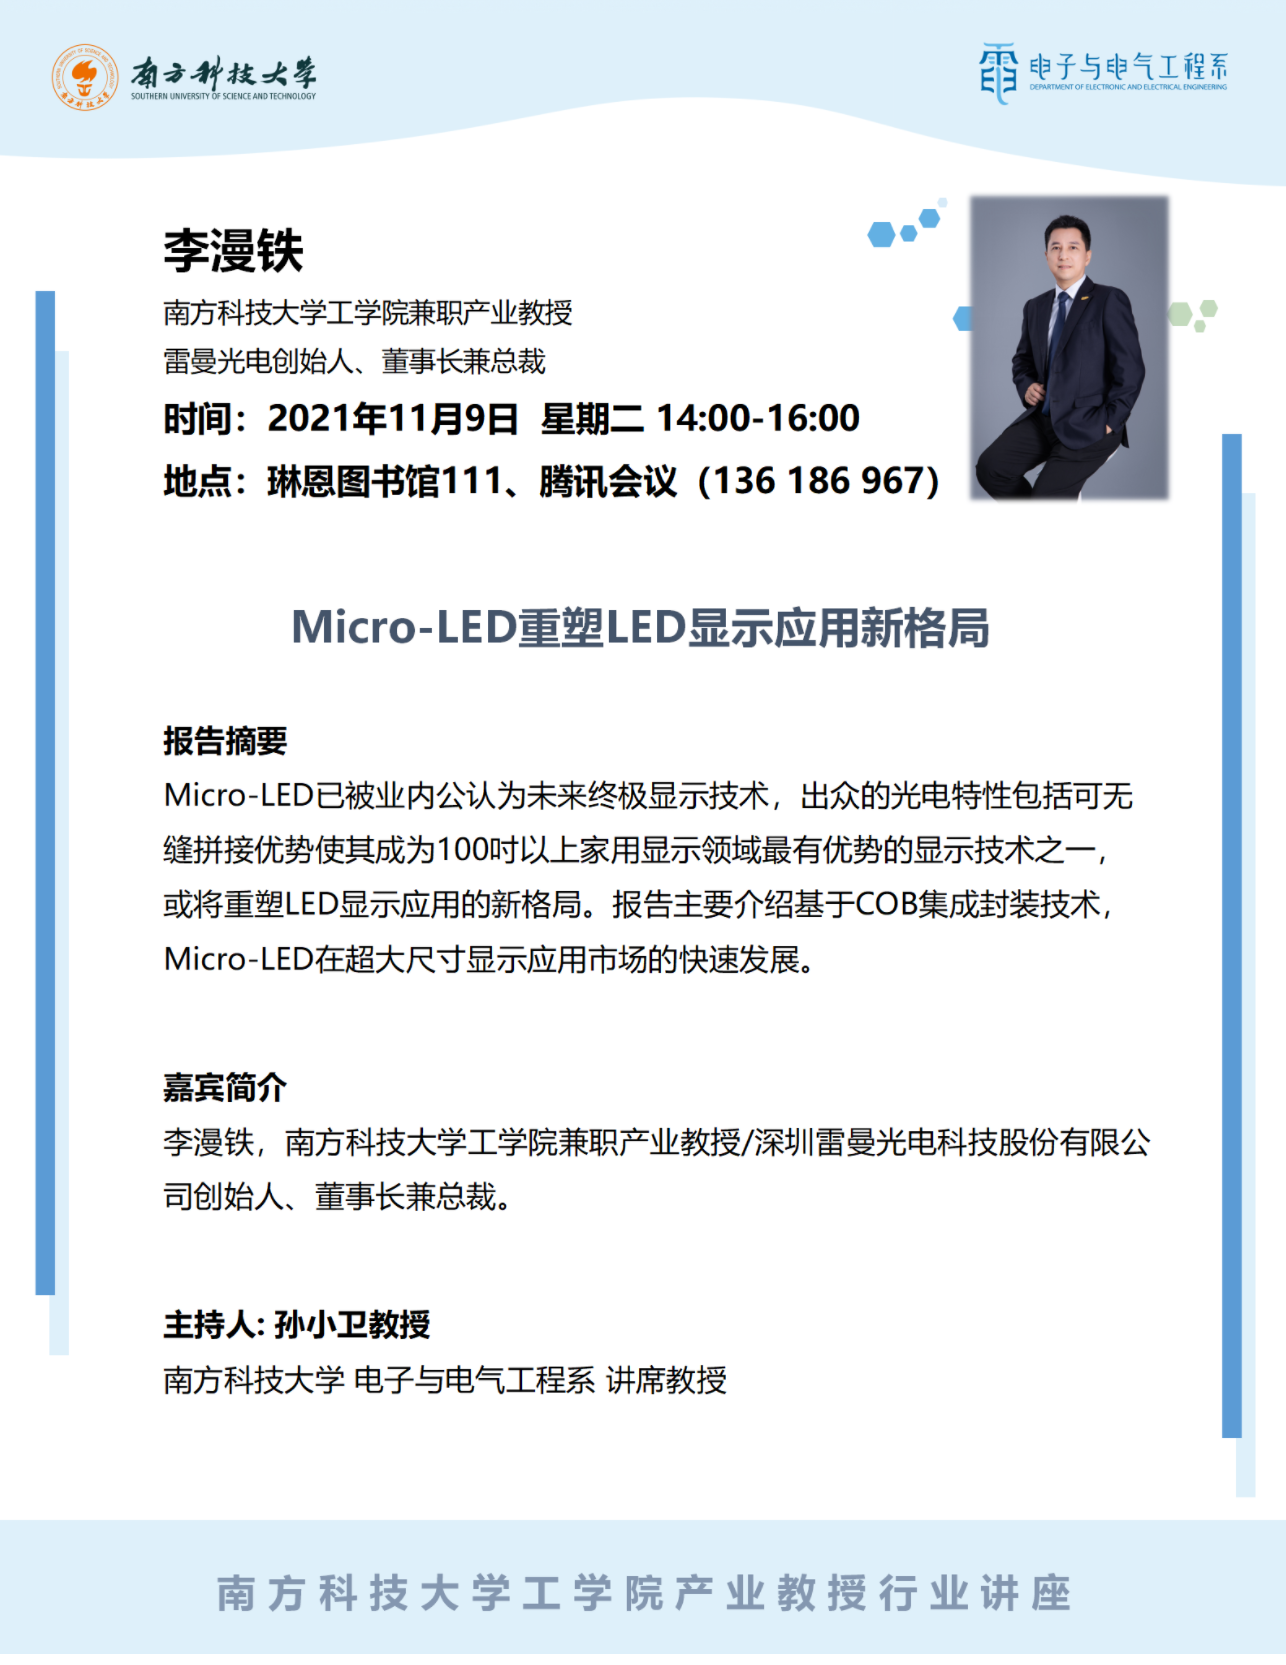 南方科技大学
SOUTHERN UNIVERSITY OF SCIENCE AND TECHNOLOGY
电子与电气工程系
DEPARTMENT OF ELECTRONIC AND ELECTRICAL ENGINEERING
李漫铁
南方科技大学工学院兼职产业教授
雷曼光电创始人、董事长兼总裁
时间：2021年11月9日 星期二 14:00-16:00
地点：琳恩图书馆111、腾讯会议（136 186 967）
Micro-LED重塑LED显示应用新格局
报告摘要
Micro-LED已被业内公认为未来终极显示技术，出众的光电特性包括可无
缝拼接优势使其成为100吋以上家用显示领域最有优势的显示技术之一，
或将重塑LED显示应用的新格局。报告主要介绍基于COB集成封装技术，
Micro-LED在超大尺寸显示应用市场的快速发展。
嘉宾简介
李漫铁，南方科技大学工学院兼职产业教授/深圳雷曼光电科技股份有限公
司创始人、董事长兼总裁。
主持人: 孙小卫教授
南方科技大学 电子与电气工程系 讲席教授
南方科技大学工学院产业教授行业讲座